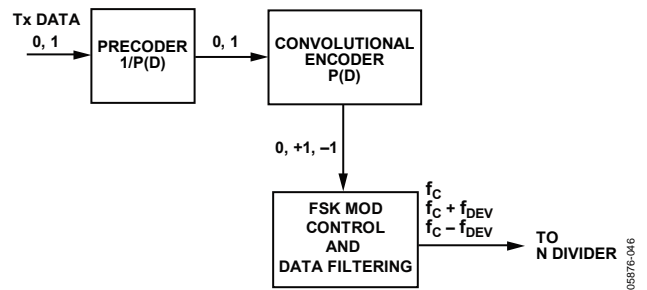 Tx DATA
0, 1
PRECODER
1/P(D)
0, 1
CONVOLUTIONAL
ENCODER
P(D)
0, +1, –1
FSK MOD
CONTROL
AND
DATA FILTERING
fC
fC + fDEV
fC – fDEV
TO
N DIVIDER
05876-046